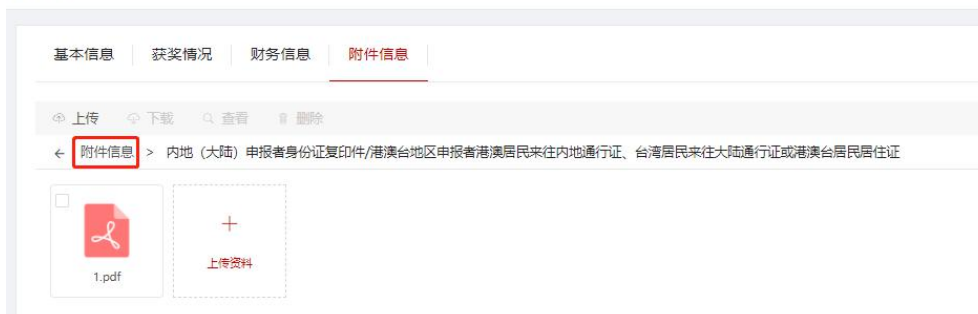 基本信息 获奖情况 财务信息 附件信息
上传 下载 查看 删除
← 附件信息 > 内地（大陆）申报者身份证复印件/港澳台地区申报者港澳居民来往内地通行证、台湾居民来往大陆通行证或港澳台居民居住证
+
上传资料
1.pdf